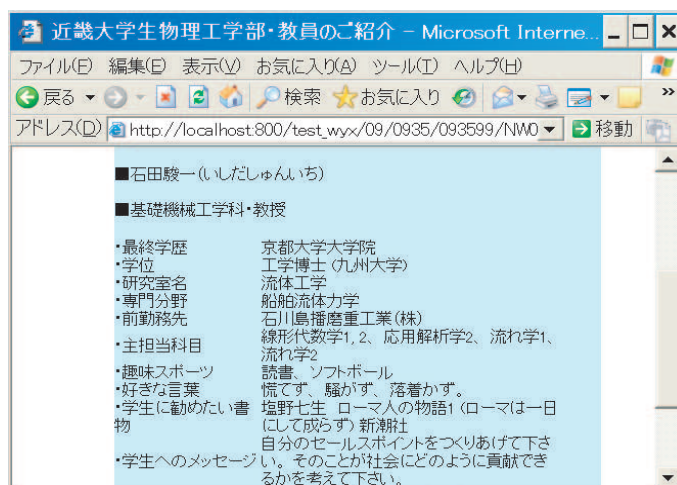 近畿大学生物理工学部・教員のご紹介 - Microsoft Interne...
ファイル(F) 編集(E) 表示(V) お気に入り(A) ツール(T) ヘルプ(H)
戻る 検索 お気に入り »
アドレス(D) http://localhost:800/test_wyx/09/0935/093599/NW0 移動
■石田駿一(いしだしゅんいち)
■基礎機械工学科・教授
・最終学歴 京都大学大学院
・学位 工学博士 (九州大学)
・研究室名 流体工学
・専門分野 船舶流体力学
・前勤務先 石川島播磨重工業(株)
・主担当科目 線形代数学1, 2、応用解析学2、流れ学1、
流れ学2
・趣味スポーツ 読書、ソフトボール
・好きな言葉 慌てず、騒がず、落着かず。
・学生に勧めたい書 塩野七生 ローマ人の物語1 (ローマは一日
物 にして成らず) 新潮社
自分のセールスポイントをつくりあげて下さ
・学生へのメッセージ い。そのことが社会にどのように貢献でき
るかを考えて下さい。